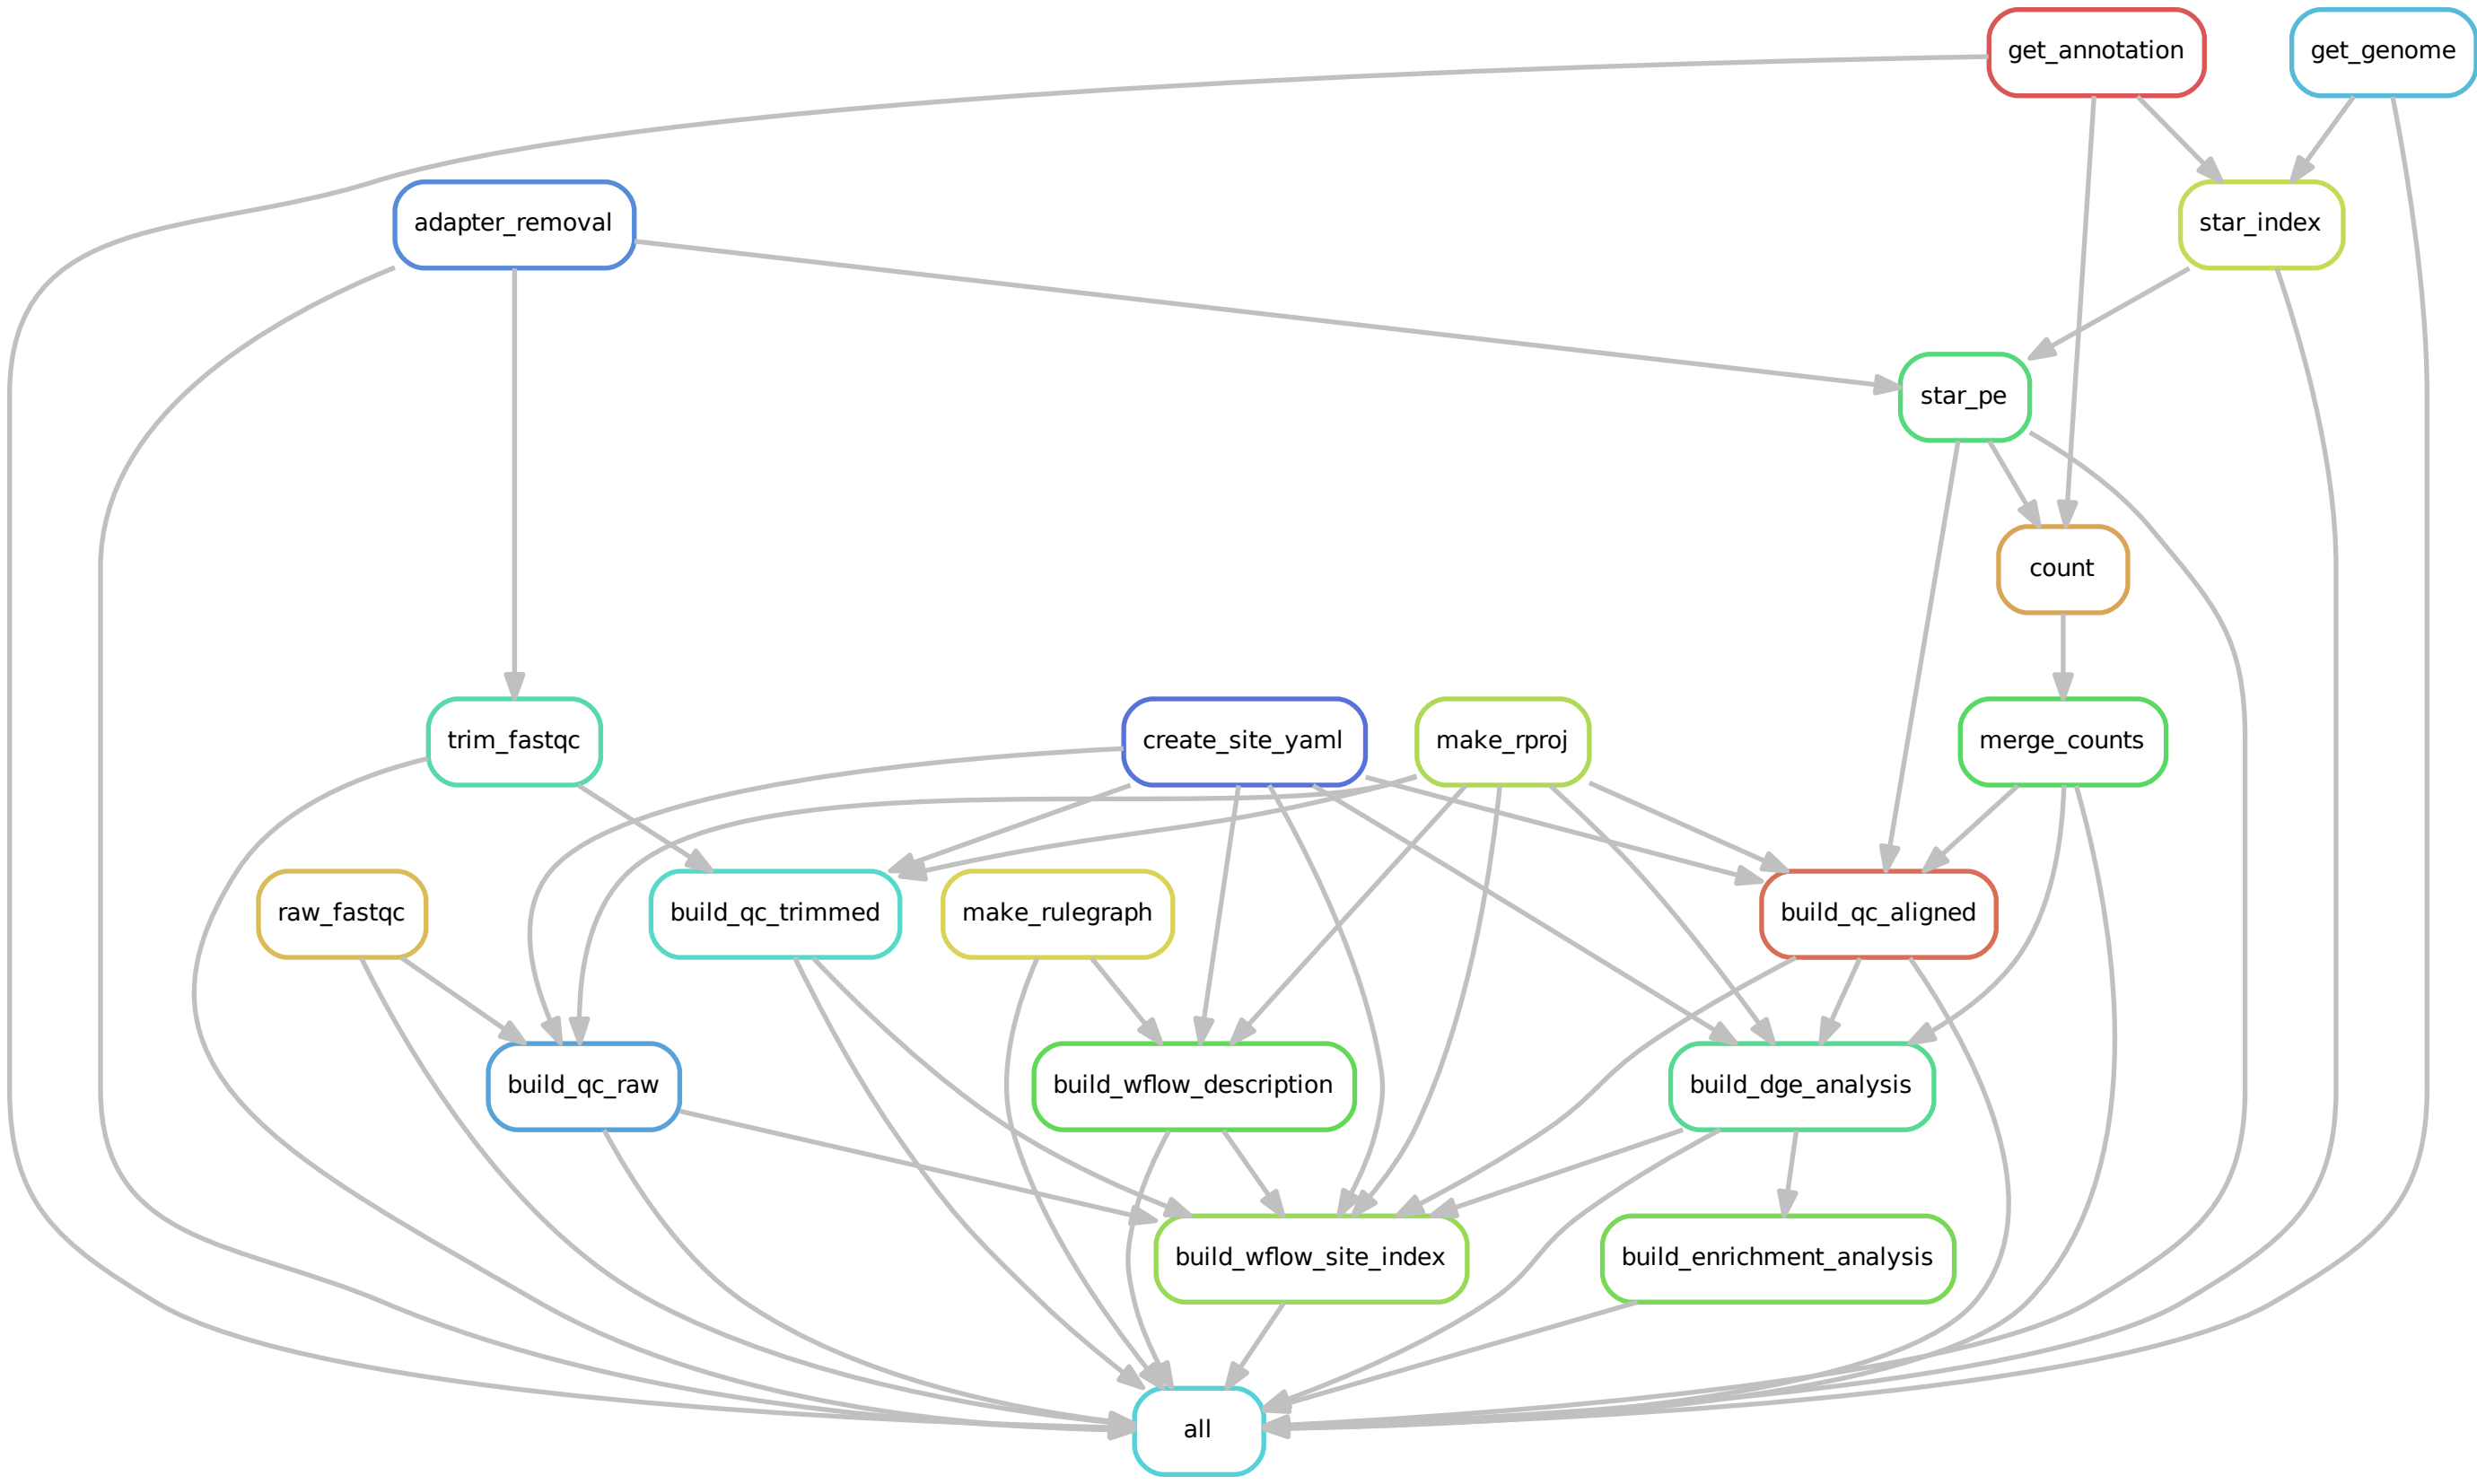 get_annotation
get_genome
adapter_removal
star_index
star_pe
count
trim_fastqc
create_site_yaml
make_rproj
merge_counts
raw_fastqc
build_qc_trimmed
make_rulegraph
build_qc_aligned
build_qc_raw
build_wflow_description
build_dge_analysis
build_wflow_site_index
build_enrichment_analysis
all